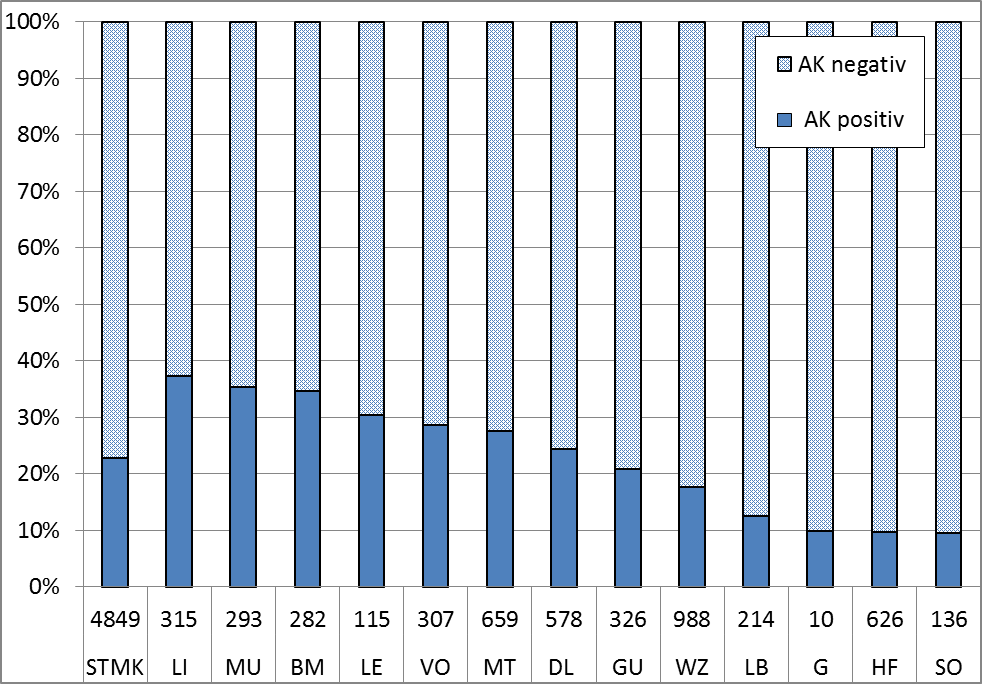 100%
90%
80%
70%
60%
50%
40%
30%
20%
10%
0%
AK negativ
AK positiv
4849 315 293 282 115 307 659 578 326 988 214 10 626 136
STMK LI MU BM LE VO MT DL GU WZ LB G HF SO